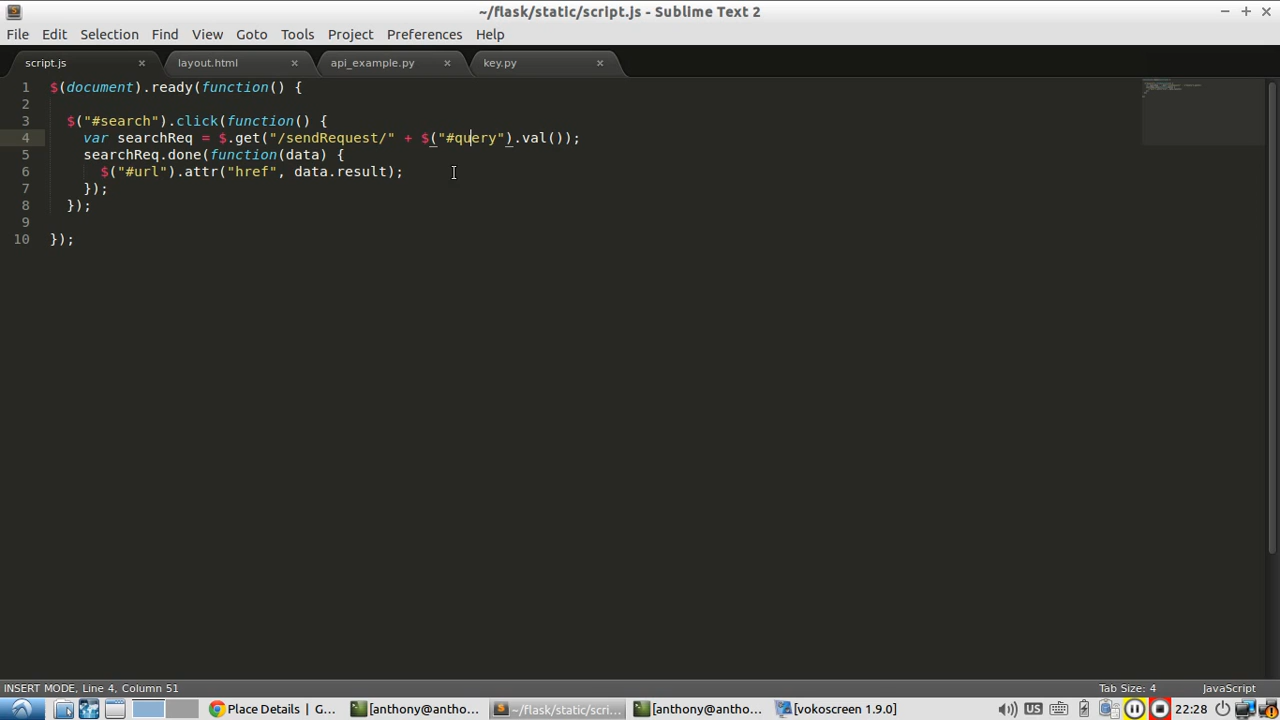 ~/flask/static/script.js - Sublime Text 2
File Edit Selection Find View Goto Tools Project Preferences Help
script.js × layout.html × api_example.py × key.py ×
1 $(document).ready(function() {
2
3 $("#search").click(function() {
4 var searchReq = $.get("/sendRequest/" + $("#query").val());
5 searchReq.done(function(data) {
6 $("#url").attr("href", data.result);
7 });
8 });
9
10 });
INSERT MODE, Line 4, Column 51 Tab Size: 4 JavaScript
Place Details | G... [anthony@antho... ~/flask/static/scri... [anthony@antho... [vokoscreen 1.9.0] US 22:28